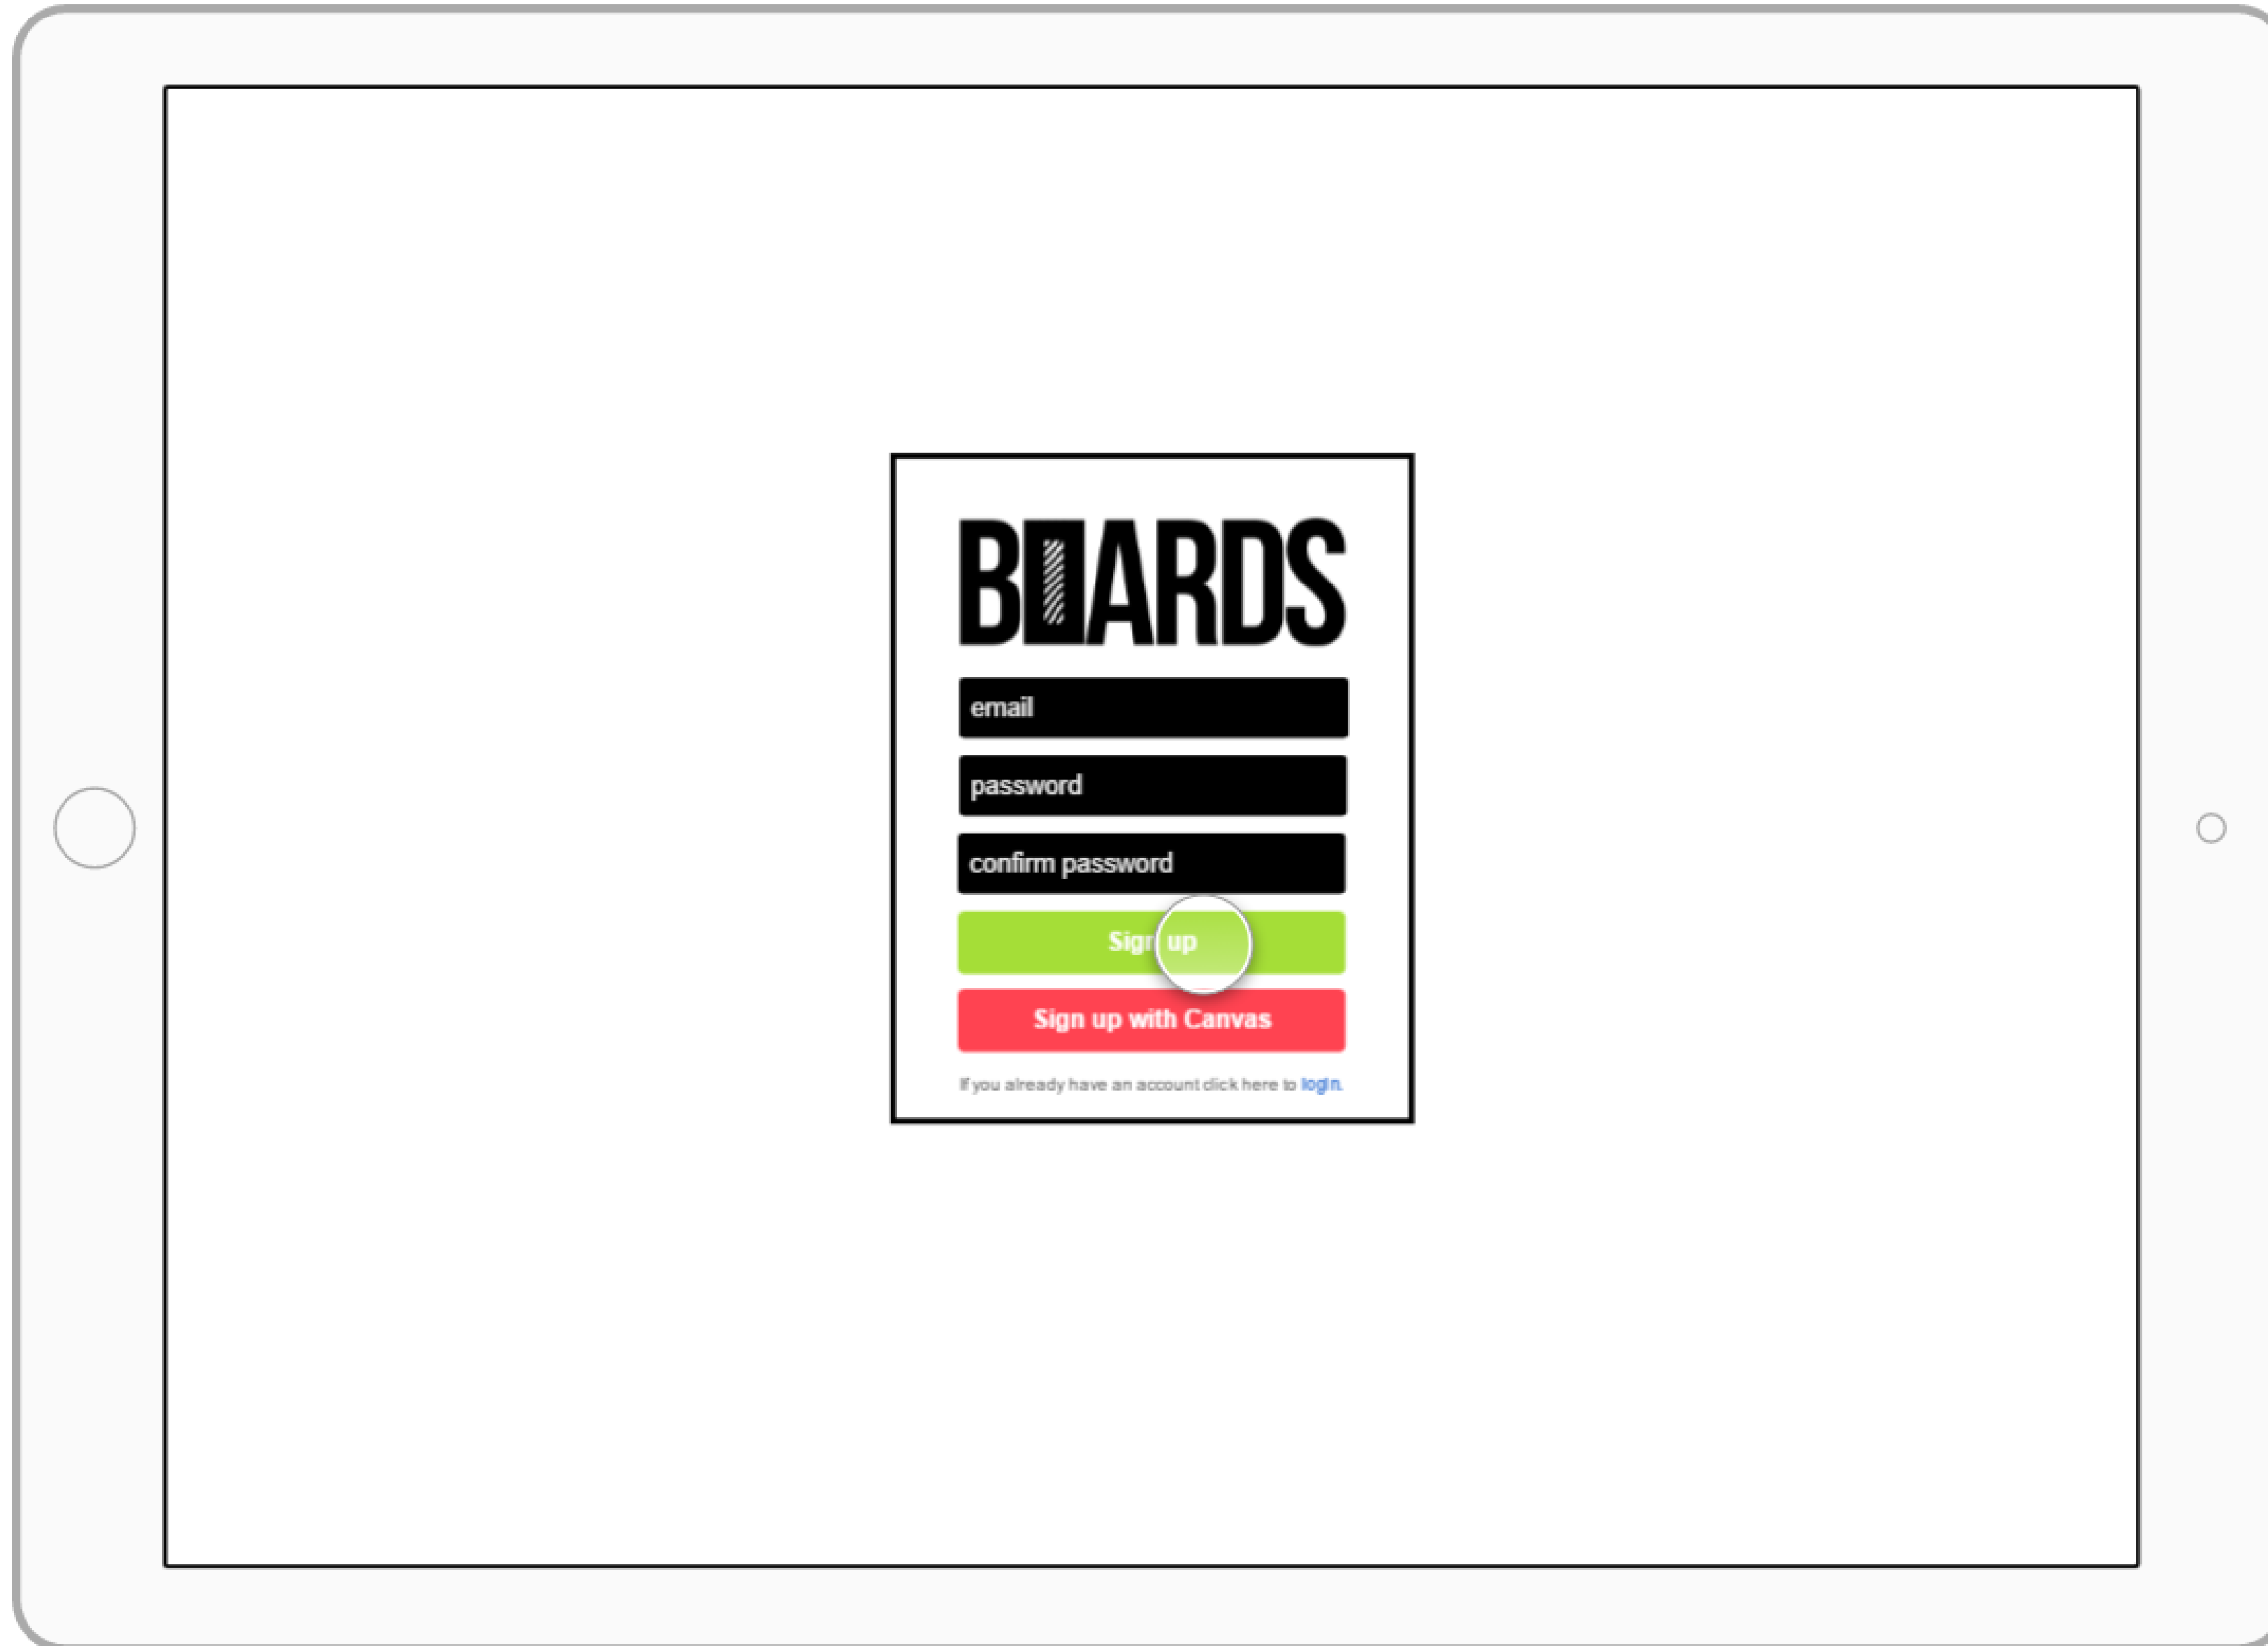 BOARDS
email
password
confirm password
Sign up
Sign up with Canvas
If you already have an account click here to login.